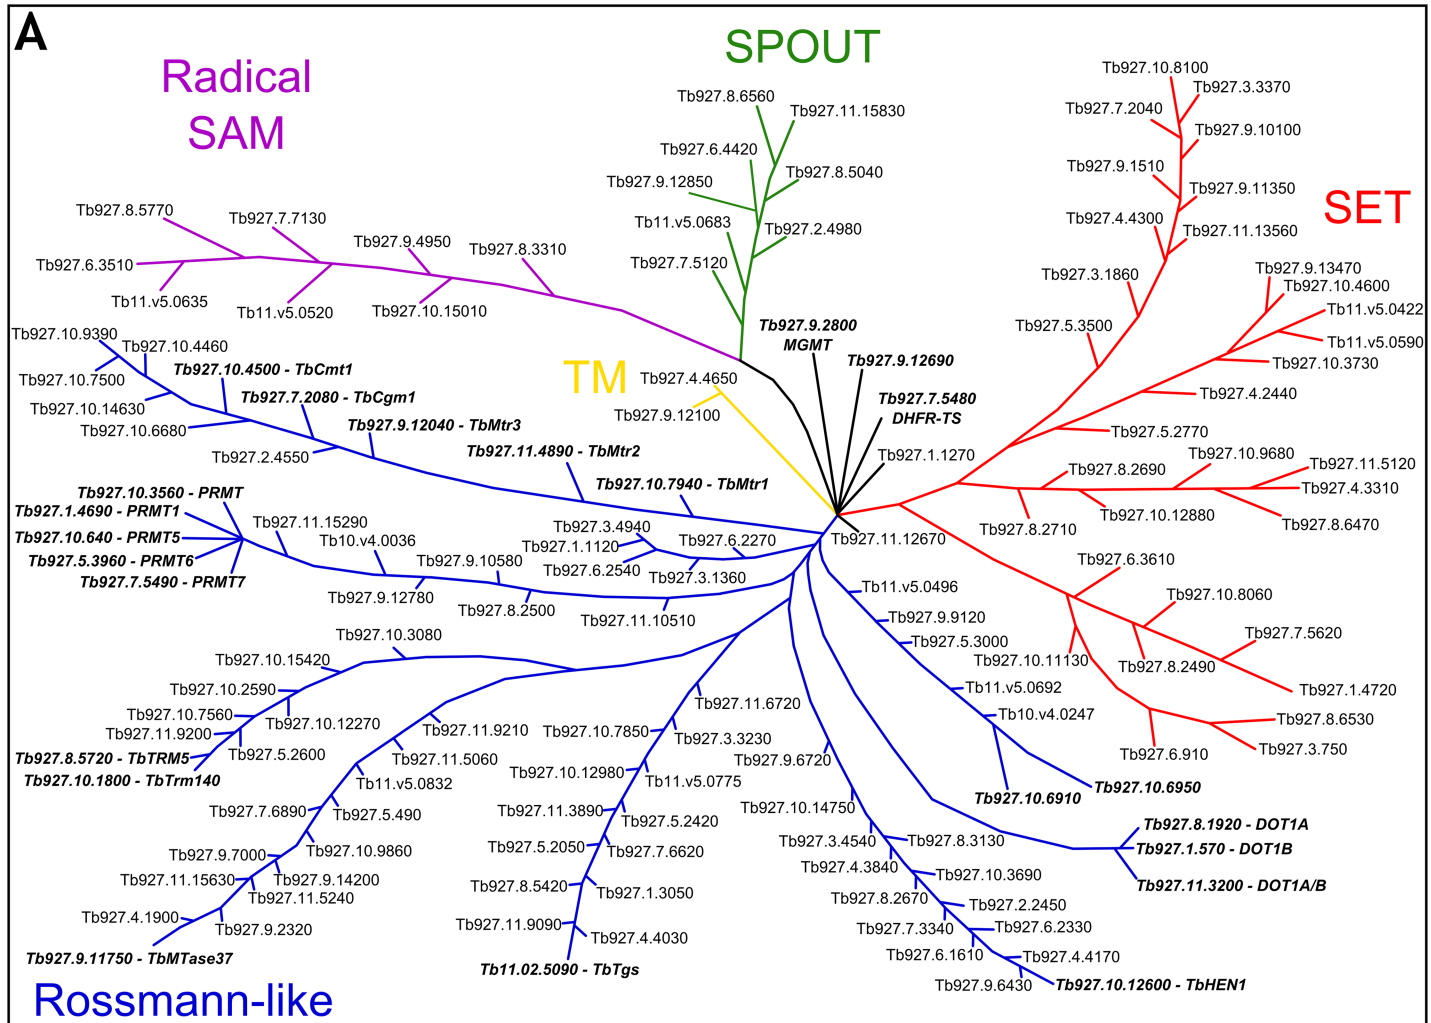 A
Radical
SAM
SPOUT
SET
TM
Rossmann-like
Tb927.8.5770
Tb927.7.7130
Tb927.9.4950
Tb927.8.3310
Tb927.6.3510
Tb11.v5.0635
Tb11.v5.0520
Tb927.10.15010
Tb927.8.6560
Tb927.11.15830
Tb927.6.4420
Tb927.8.5040
Tb927.9.12850
Tb11.v5.0683
Tb927.2.4980
Tb927.7.5120
Tb927.9.2800
MGMT
Tb927.9.12690
Tb927.7.5480
DHFR-TS
Tb927.1.1270
Tb927.11.12670
Tb927.4.4650
Tb927.9.12100
Tb927.10.8100
Tb927.3.3370
Tb927.7.2040
Tb927.9.10100
Tb927.9.1510
Tb927.9.11350
Tb927.4.4300
Tb927.11.13560
Tb927.3.1860
Tb927.5.3500
Tb927.9.13470
Tb927.10.4600
Tb11.v5.0422
Tb11.v5.0590
Tb927.10.3730
Tb927.4.2440
Tb927.5.2770
Tb927.8.2690
Tb927.10.9680
Tb927.11.5120
Tb927.4.3310
Tb927.8.6470
Tb927.10.12880
Tb927.8.2710
Tb927.6.3610
Tb927.10.8060
Tb927.7.5620
Tb927.10.11130
Tb927.8.2490
Tb927.1.4720
Tb927.8.6530
Tb927.3.750
Tb927.6.910
Tb927.10.9390
Tb927.10.4460
Tb927.10.4500 - TbCmt1
Tb927.10.7500
Tb927.7.2080 - TbCgm1
Tb927.10.14630
Tb927.9.12040 - TbMtr3
Tb927.10.6680
Tb927.2.4550
Tb927.11.4890 - TbMtr2
Tb927.10.7940 - TbMtr1
Tb927.10.3560 - PRMT
Tb927.1.4690 - PRMT1
Tb927.10.640 - PRMT5
Tb927.5.3960 - PRMT6
Tb927.7.5490 - PRMT7
Tb927.11.15290
Tb10.v4.0036
Tb927.9.10580
Tb927.9.12780
Tb927.8.2500
Tb927.11.10510
Tb927.3.4940
Tb927.1.1120
Tb927.6.2540
Tb927.6.2270
Tb927.3.1360
Tb927.10.3080
Tb927.10.15420
Tb927.10.2590
Tb927.10.7560
Tb927.10.12270
Tb927.11.9200
Tb927.5.2600
Tb927.8.5720 - TbTRM5
Tb927.10.1800 - TbTrm140
Tb927.11.9210
Tb927.11.5060
Tb11.v5.0832
Tb927.7.6890
Tb927.5.490
Tb927.9.7000
Tb927.10.9860
Tb927.11.15630
Tb927.9.14200
Tb927.11.5240
Tb927.4.1900
Tb927.9.2320
Tb927.9.11750 - TbMTase37
Tb927.11.6720
Tb927.10.7850
Tb927.3.3230
Tb927.10.12980
Tb11.v5.0775
Tb927.11.3890
Tb927.5.2420
Tb927.5.2050
Tb927.7.6620
Tb927.8.5420
Tb927.1.3050
Tb927.11.9090
Tb927.4.4030
Tb11.02.5090 - TbTgs
Tb927.9.6720
Tb927.10.14750
Tb927.3.4540
Tb927.8.3130
Tb927.4.3840
Tb927.10.3690
Tb927.8.2670
Tb927.2.2450
Tb927.7.3340
Tb927.6.2330
Tb927.6.1610
Tb927.4.4170
Tb927.9.6430
Tb927.10.12600 - TbHEN1
Tb11.v5.0496
Tb927.9.9120
Tb927.5.3000
Tb11.v5.0692
Tb10.v4.0247
Tb927.10.6910
Tb927.10.6950
Tb927.8.1920 - DOT1A
Tb927.1.570 - DOT1B
Tb927.11.3200 - DOT1A/B